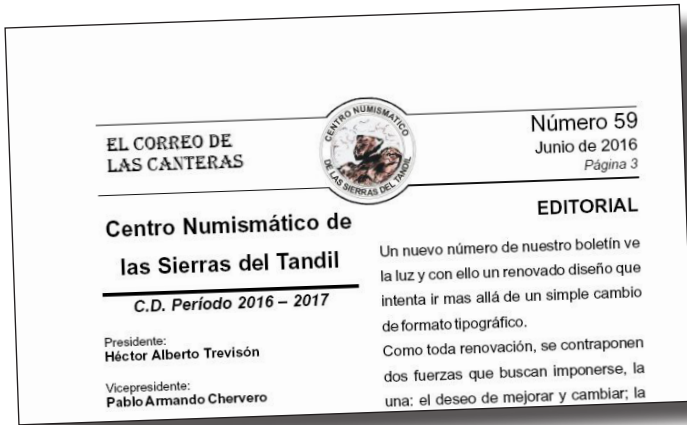 EL CORREO DE
LAS CANTERAS
CENTRO NUMISMATICO
DE LAS SIERRAS DEL TANDIL
Número 59
Junio de 2016
Página 3
Centro Numismático de
las Sierras del Tandil
C.D. Período 2016 – 2017
Presidente:
Héctor Alberto Trevisón
Vicepresidente:
Pablo Armando Chervero
EDITORIAL
Un nuevo número de nuestro boletín ve
la luz y con ello un renovado diseño que
intenta ir mas allá de un simple cambio
de formato tipográfico.
Como toda renovación, se contraponen
dos fuerzas que buscan imponerse, la
una: el deseo de mejorar y cambiar; la